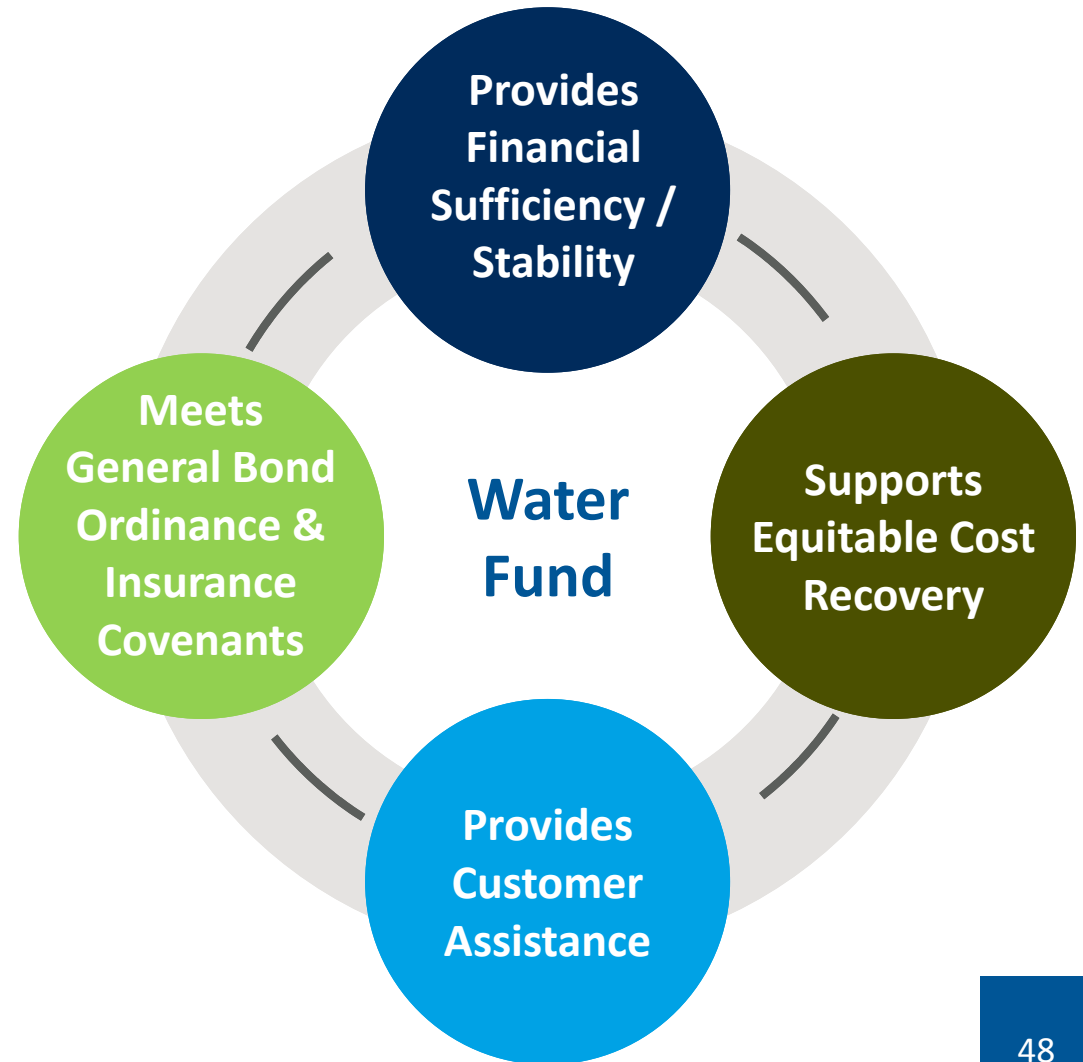 Provides
Financial
Sufficiency /
Stability
Meets
General Bond
Ordinance &
Insurance
Covenants
Water
Fund
Supports
Equitable Cost
Recovery
Provides
Customer
Assistance
48